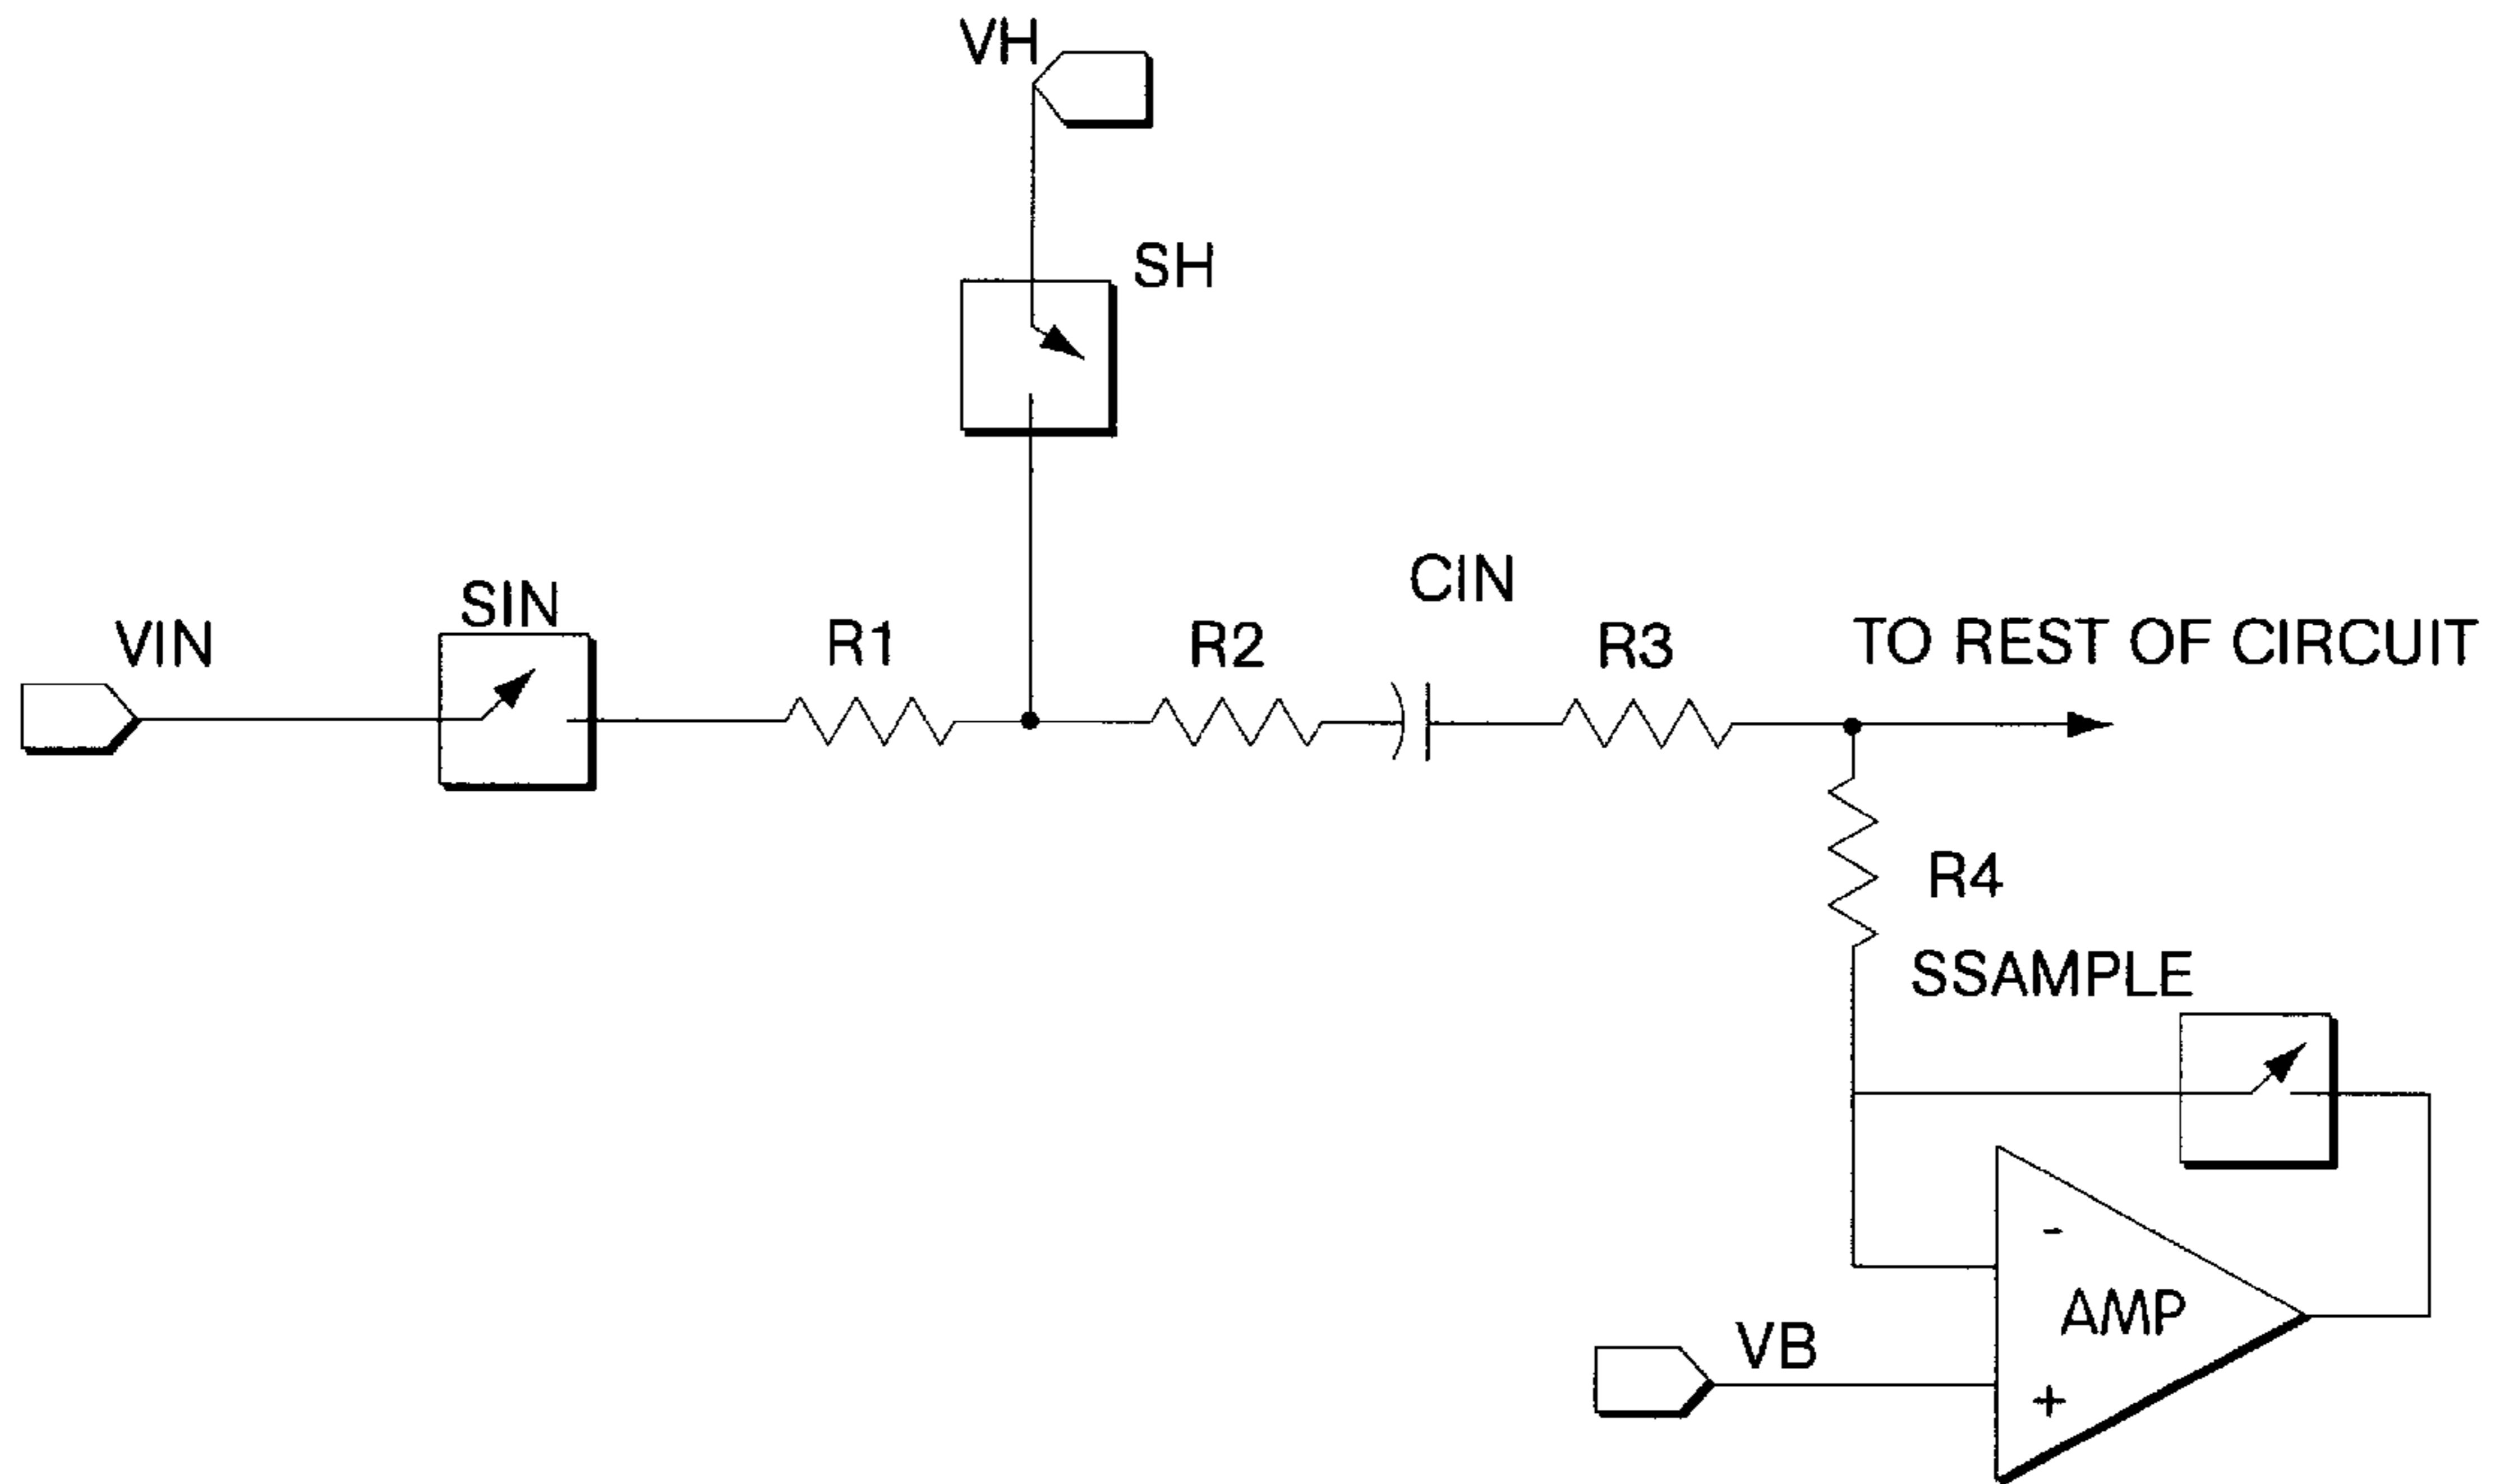 VH
SH
CIN
SIN
VIN
R1
R2
R3
TO REST OF CIRCUIT
R4
SSAMPLE
-
AMP
VB
+